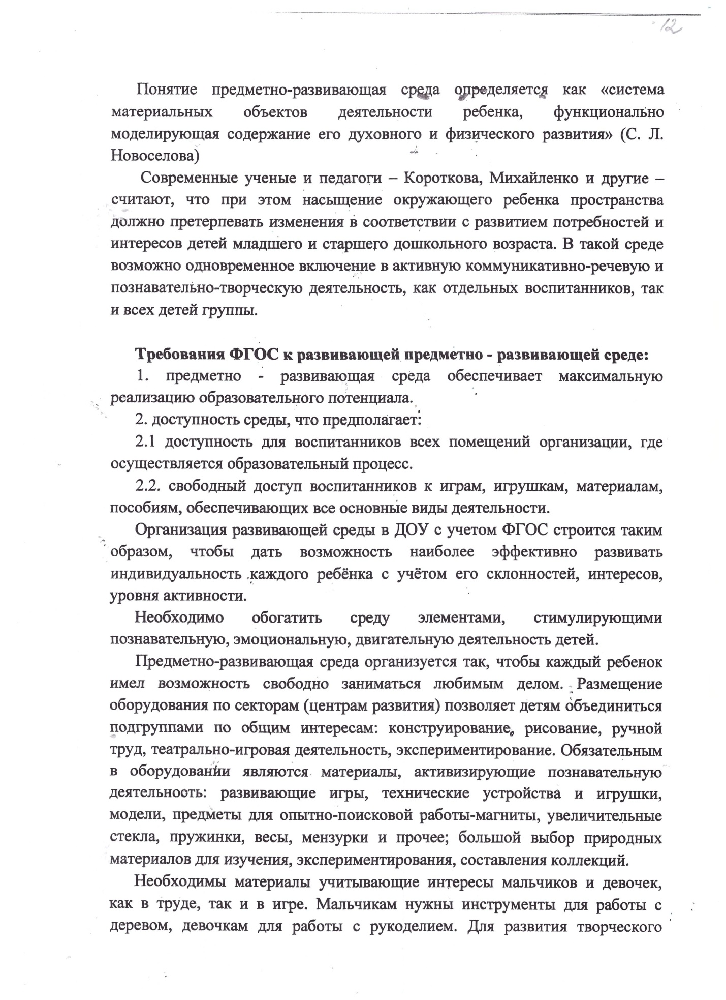 12
Понятие предметно-развивающая среда определяется как «система
материальных объектов деятельности ребенка, функционально
моделирующая содержание его духовного и физического развития» (С. Л.
Новоселова)
Современные ученые и педагоги – Короткова, Михайленко и другие –
считают, что при этом насыщение окружающего ребенка пространства
должно претерпевать изменения в соответствии с развитием потребностей и
интересов детей младшего и старшего дошкольного возраста. В такой среде
возможно одновременное включение в активную коммуникативно-речевую и
познавательно-творческую деятельность, как отдельных воспитанников, так
и всех детей группы.
Требования ФГОС к развивающей предметно - развивающей среде:
1. предметно - развивающая среда обеспечивает максимальную
реализацию образовательного потенциала.
2. доступность среды, что предполагает:
2.1 доступность для воспитанников всех помещений организации, где
осуществляется образовательный процесс.
2.2. свободный доступ воспитанников к играм, игрушкам, материалам,
пособиям, обеспечивающих все основные виды деятельности.
Организация развивающей среды в ДОУ с учетом ФГОС строится таким
образом, чтобы дать возможность наиболее эффективно развивать
индивидуальность каждого ребёнка с учётом его склонностей, интересов,
уровня активности.
Необходимо обогатить среду элементами, стимулирующими
познавательную, эмоциональную, двигательную деятельность детей.
Предметно-развивающая среда организуется так, чтобы каждый ребенок
имел возможность свободно заниматься любимым делом. Размещение
оборудования по секторам (центрам развития) позволяет детям объединиться
подгруппами по общим интересам: конструирование, рисование, ручной
труд, театрально-игровая деятельность, экспериментирование. Обязательным
в оборудовании являются материалы, активизирующие познавательную
деятельность: развивающие игры, технические устройства и игрушки,
модели, предметы для опытно-поисковой работы-магниты, увеличительные
стекла, пружинки, весы, мензурки и прочее; большой выбор природных
материалов для изучения, экспериментирования, составления коллекций.
Необходимы материалы учитывающие интересы мальчиков и девочек,
как в труде, так и в игре. Мальчикам нужны инструменты для работы с
деревом, девочкам для работы с рукоделием. Для развития творческого